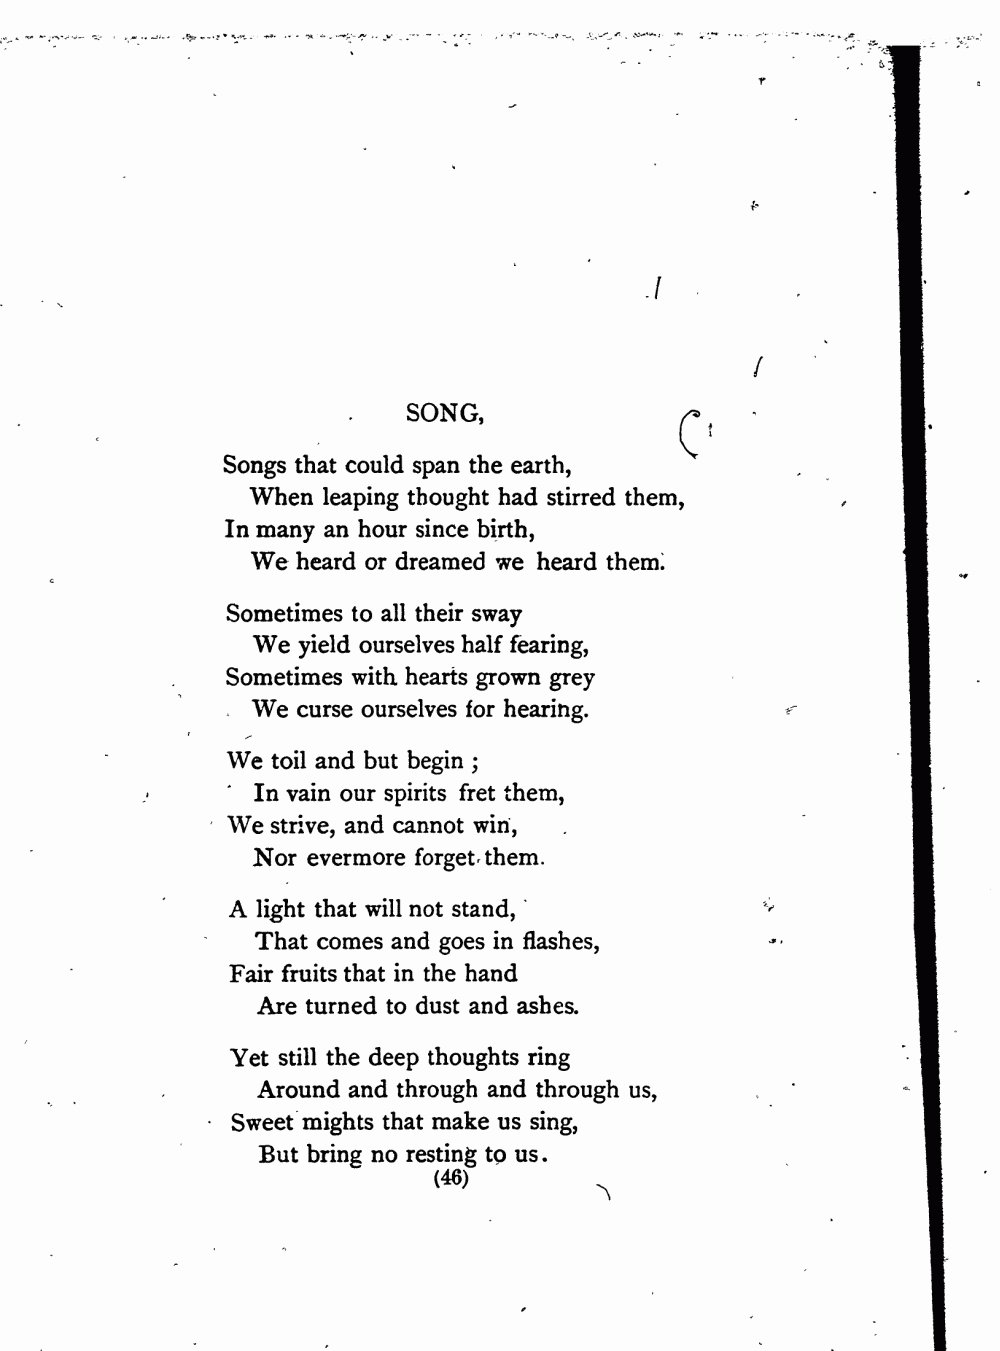 SONG,
Songs that could span the earth,
When leaping thought had stirred them,
In many an hour since birth,
We heard or dreamed we heard them.
Sometimes to all their sway
We yield ourselves half fearing,
Sometimes with hearts grown grey
We curse ourselves for hearing.
We toil and but begin ;
In vain our spirits fret them,
We strive, and cannot win,
Nor evermore forget them.
A light that will not stand,
That comes and goes in flashes,
Fair fruits that in the hand
Are turned to dust and ashes.
Yet still the deep thoughts ring
Around and through and through us,
Sweet mights that make us sing,
But bring no resting to us.
(46)